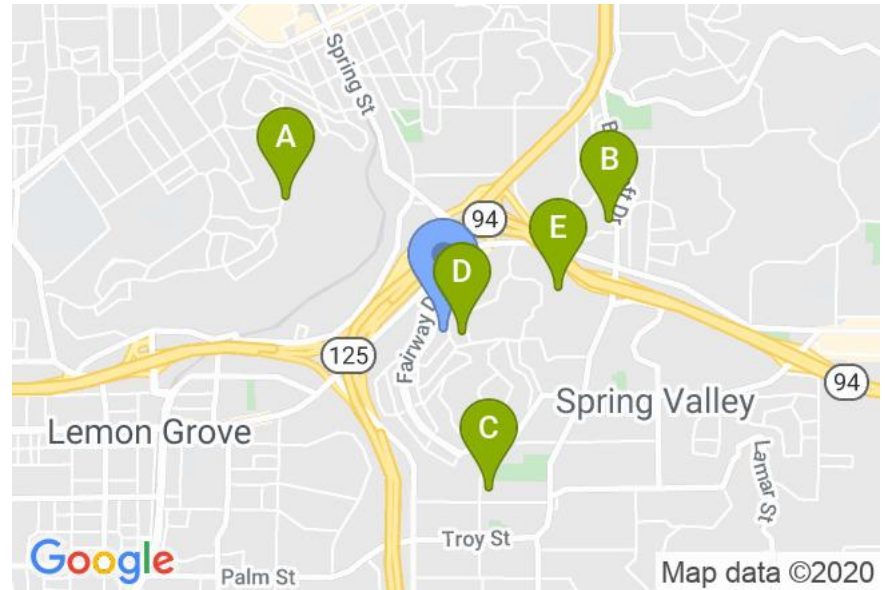 Spring St
A
B
94
E
D
Fairway D
125
Spring Valley
94
Lemon Grove
C
Lamar St
Troy St
Google
Palm St
Map data ©2020